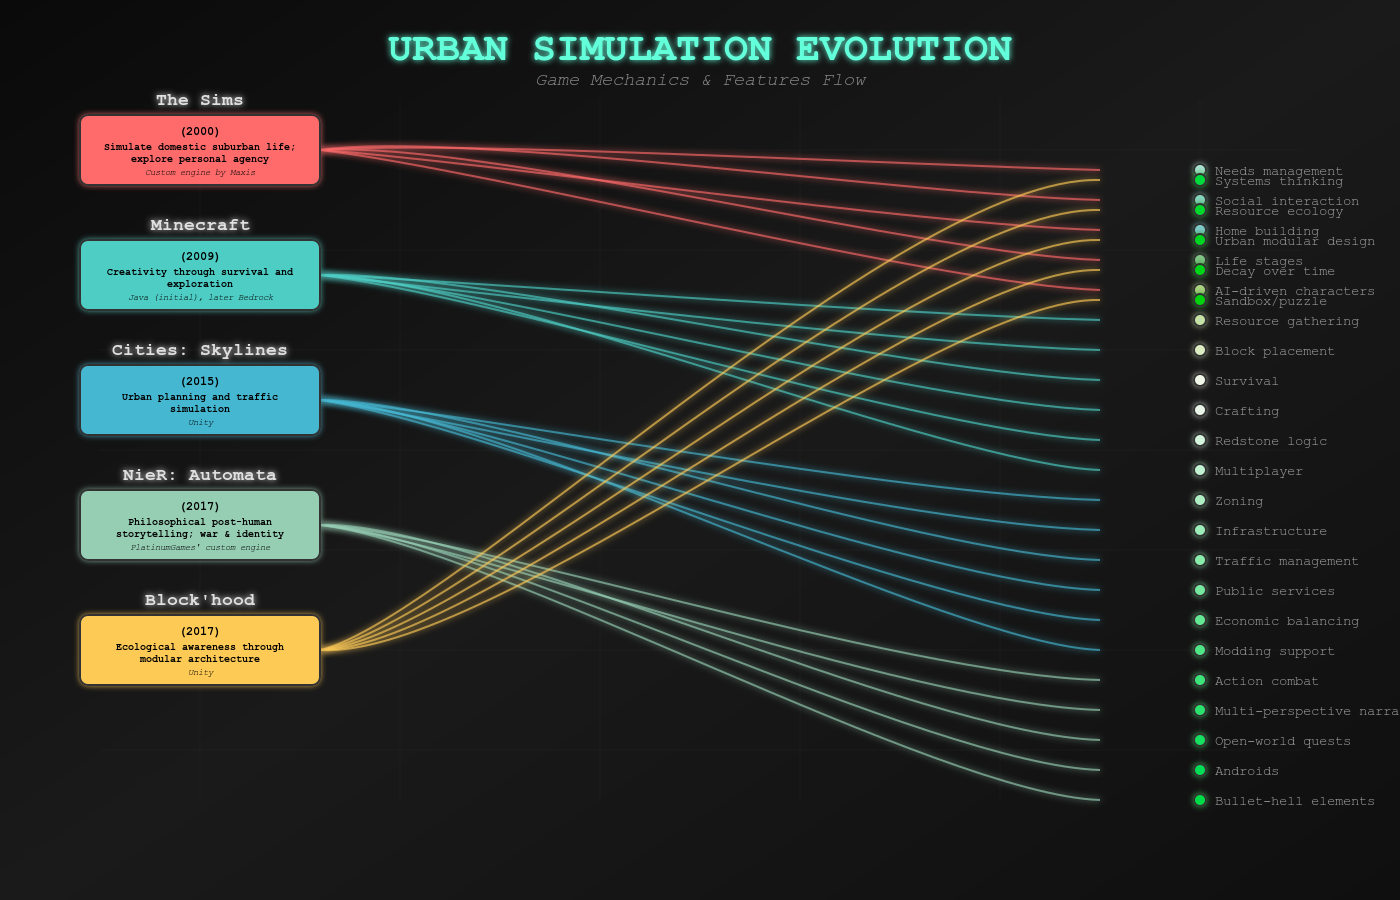 URBAN SIMULATION EVOLUTION
Game Mechanics & Features Flow
The Sims
(2000)
Simulate domestic suburban life;
explore personal agency
Custom engine by Maxis
Minecraft
(2009)
Creativity through survival and
exploration
Java (initial), later Bedrock
Cities: Skylines
(2015)
Urban planning and traffic
simulation
Unity
NieR: Automata
(2017)
Philosophical post-human
storytelling; war & identity
PlatinumGames' custom engine
Block'hood
(2017)
Ecological awareness through
modular architecture
Unity
Needs management
Systems thinking
Social interaction
Resource ecology
Home building
Urban modular design
Life stages
Decay over time
AI-driven characters
Sandbox/puzzle
Resource gathering
Block placement
Survival
Crafting
Redstone logic
Multiplayer
Zoning
Infrastructure
Traffic management
Public services
Economic balancing
Modding support
Action combat
Multi-perspective narra
Open-world quests
Androids
Bullet-hell elements